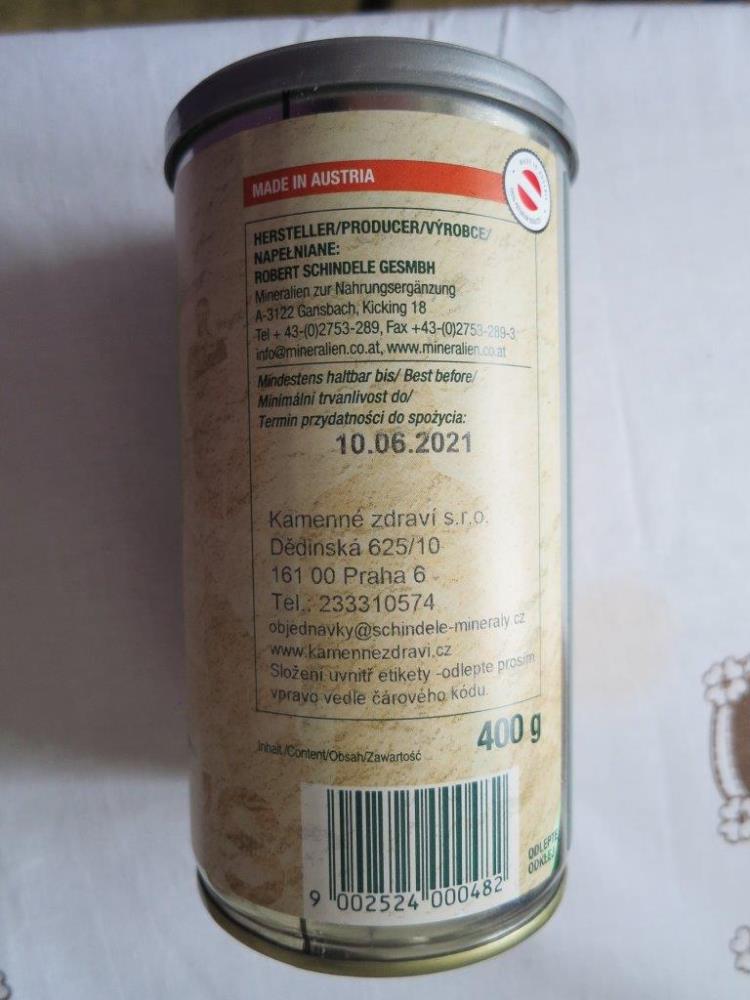 MADE IN AUSTRIA
HERSTELLER/PRODUCER/VÝROBCE/
NAPEŁNIANE:
ROBERT SCHINDELE GESMBH
Mineralien zur Nahrungsergänzung
A-3122 Gansbach, Kicking 18
Tel + 43-(0)2753-289, Fax +43-(0)2753-289-3
info@mineralien.co.at, www.mineralien.co.at
Mindestens haltbar bis/ Best before/
Minimální trvanlivost do/
Termin przydatności do spożycia:
10.06.2021
Kamenné zdraví s.r.o.
Dědinská 625/10
161 00 Praha 6
Tel.: 233310574
objednavky@schindele-mineraly.cz
www.kamennezdravi.cz
Složení uvnitř etikety -odlepte prosím
vpravo vedle čárového kódu.
400 g
Inhalt /Content/Obsah/Zawartość
ODLEPTE
ODKLEJ
9 002524 000482